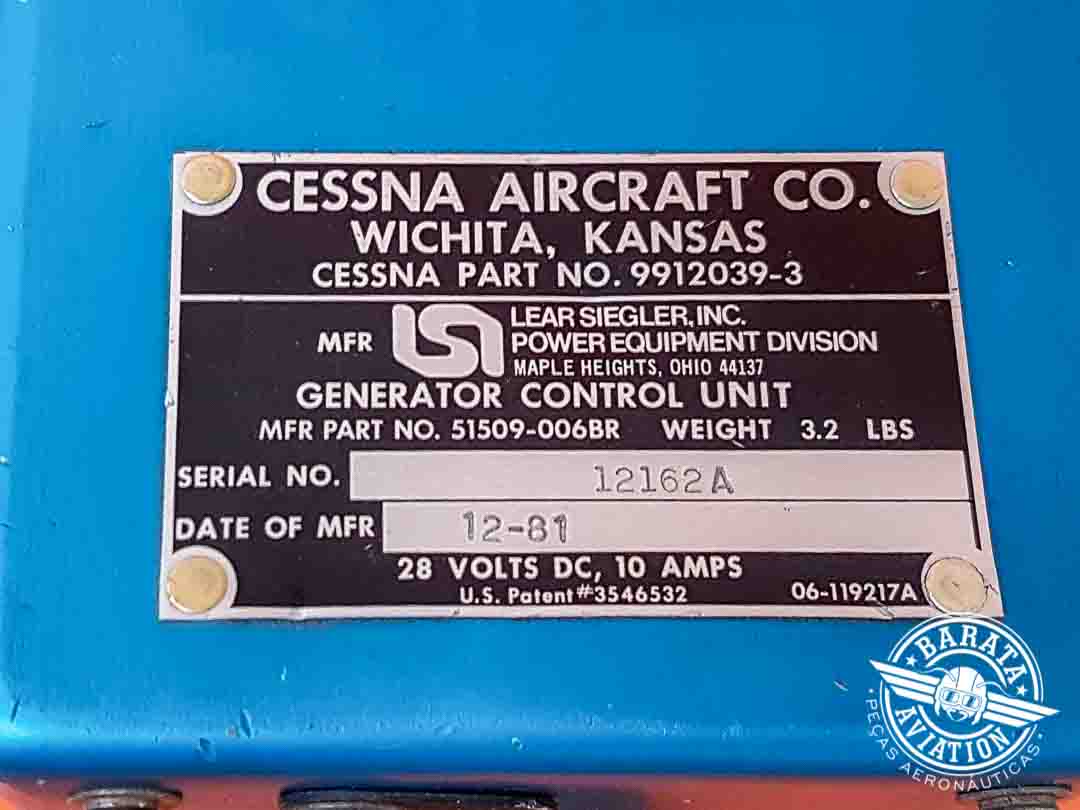 CESSNA AIRCRAFT CO.
WICHITA, KANSAS
CESSNA PART NO. 9912039-3
MFR LSI LEAR SIEGLER, INC.
POWER EQUIPMENT DIVISION
MAPLE HEIGHTS, OHIO 44137
GENERATOR CONTROL UNIT
MFR PART NO. 51509-006BR WEIGHT 3.2 LBS
SERIAL NO. 12162A
DATE OF MFR 12-81
28 VOLTS DC, 10 AMPS
U.S. Patent #3546532 06-119217A
BARATA
AVIATION
PEÇAS AERONÁUTICAS